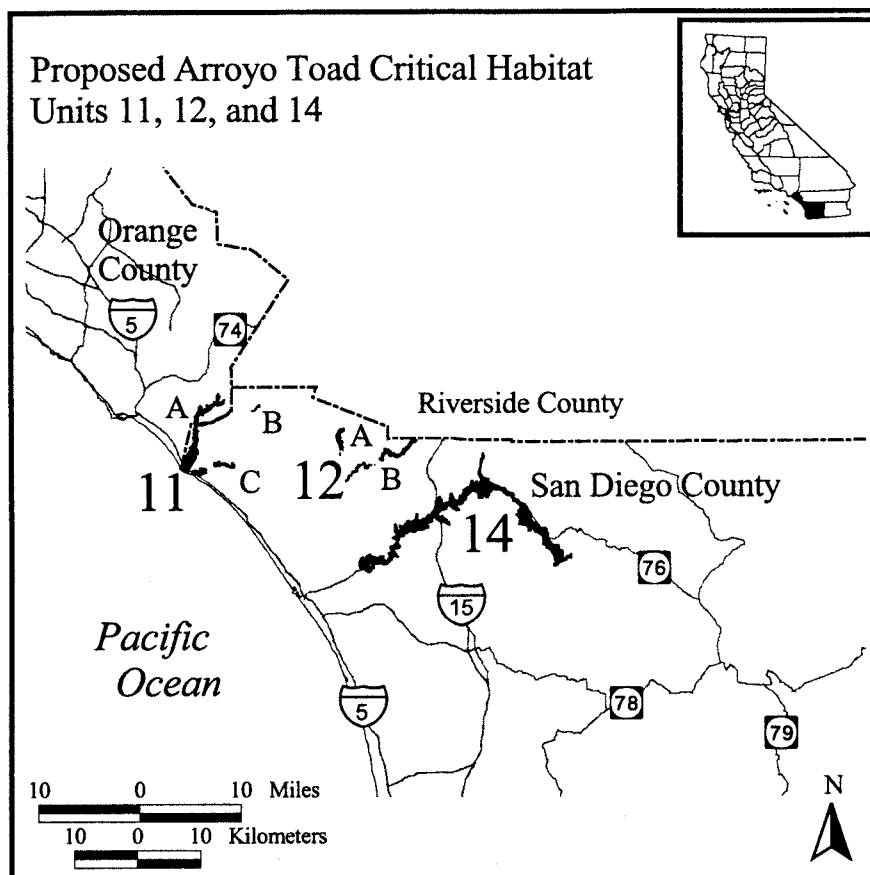 Proposed Arroyo Toad Critical Habitat
Units 11, 12, and 14
Orange
County
5
74
A
B
Riverside County
A
11
C
12
B
San Diego County
14
76
15
Pacific
Ocean
5
78
79
N
10 0 10 Miles
10 0 10 Kilometers